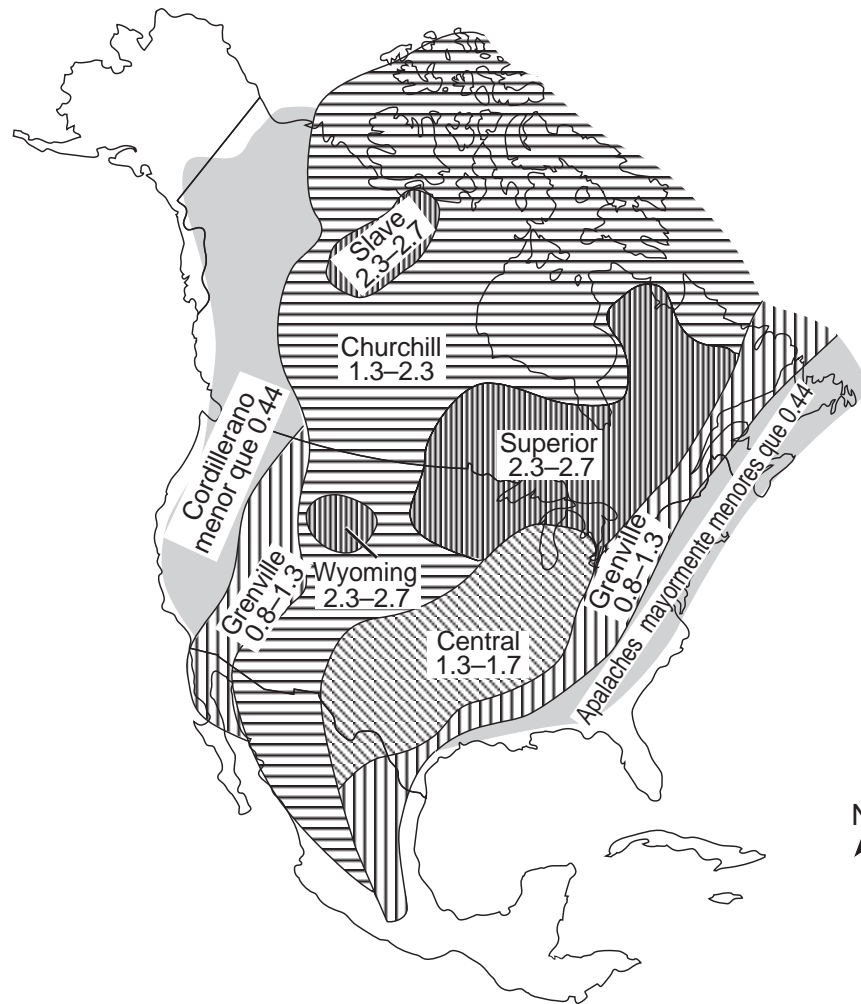 Slave
2.3–2.7
Churchill
1.3–2.3
Cordillerano
menor que 0.44
Superior
2.3–2.7
Apalaches mayormente menores que 0.44
Grenville
0.8–1.3
Wyoming
2.3–2.7
Grenville
0.8–1.3
Central
1.3–1.7
N